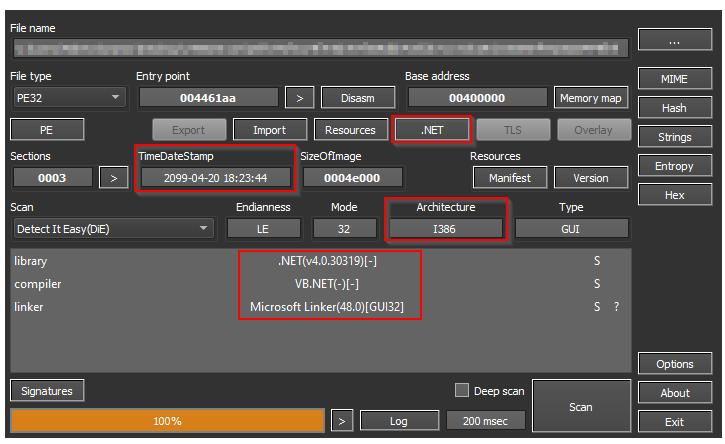 File name
...
File type Entry point Base address
PE32 004461aa > Disasm 00400000 Memory map MIME
Hash
PE Export Import Resources .NET TLS Overlay
Strings
Sections TimeDateStamp SizeOfImage Resources
0003 > 2099-04-20 18:23:44 0004e000 Manifest Version
Entropy
Hex
Scan Endianness Mode Architecture Type
Detect It Easy(DiE) LE 32 I386 GUI
library .NET(v4.0.30319)[-] S
compiler VB.NET(-)[-] S
linker Microsoft Linker(48.0)[GUI32] S ?
Options
Signatures Deep scan Scan About
100% > Log 200 msec Exit